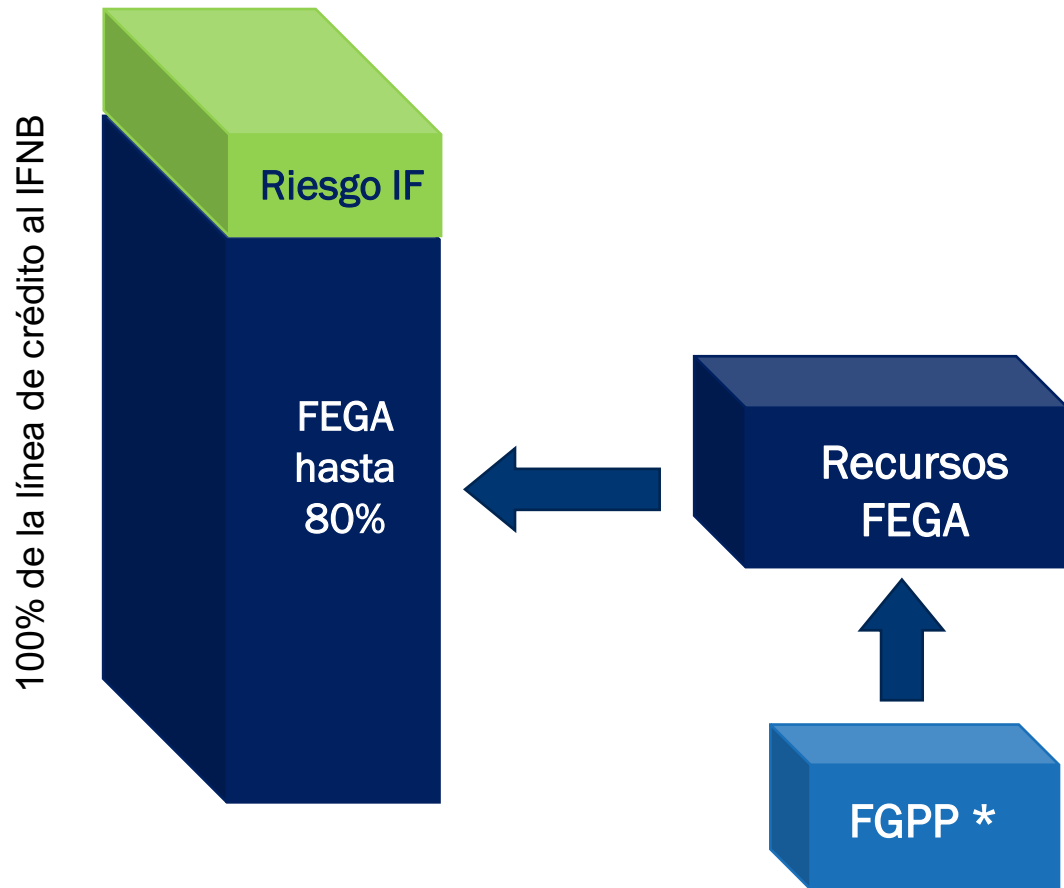 100% de la línea de crédito al IFNB
Riesgo IF
FEGA
hasta
80%
Recursos
FEGA
FGPP *